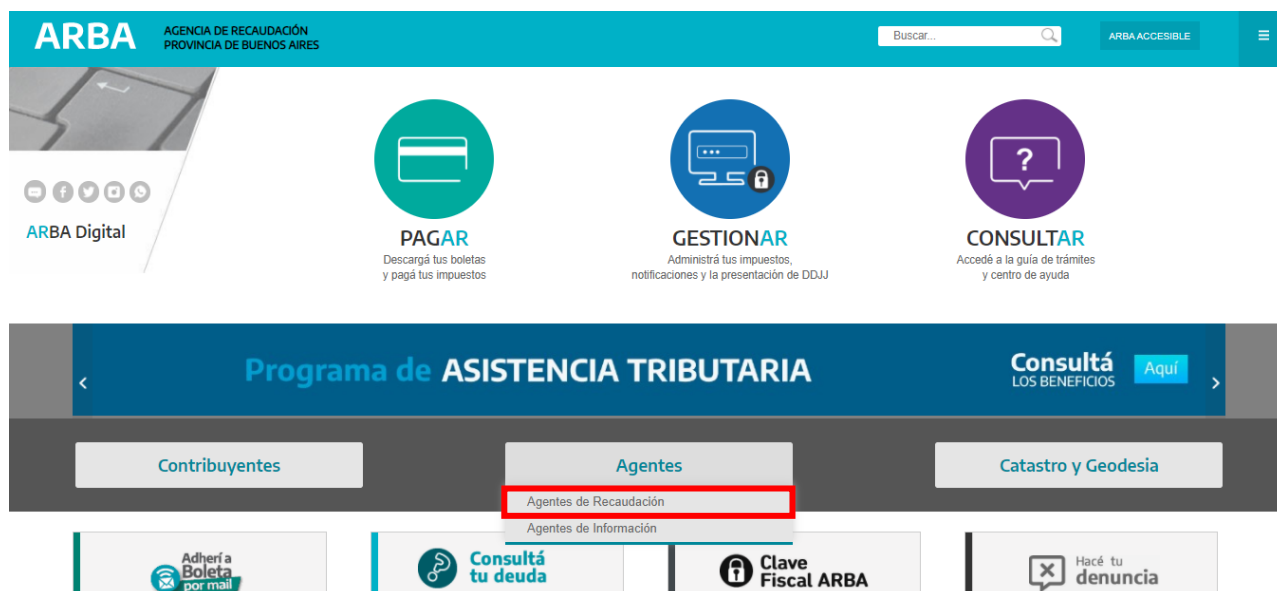 ARBA
AGENCIA DE RECAUDACIÓN
PROVINCIA DE BUENOS AIRES
Buscar...
ARBA ACCESIBLE
ARBA Digital
PAGAR
Descargá tus boletas
y pagá tus impuestos
GESTIONAR
Administrá tus impuestos,
notificaciones y la presentación de DDJJ
?
CONSULTAR
Accedé a la guía de trámites
y centro de ayuda
Programa de ASISTENCIA TRIBUTARIA
Consultá
LOS BENEFICIOS
Aquí
Contribuyentes
Agentes
Catastro y Geodesia
Agentes de Recaudación
Agentes de Información
Adherí a
Boleta
por mail
Consultá
tu deuda
Clave
Fiscal ARBA
Hacé tu
denuncia